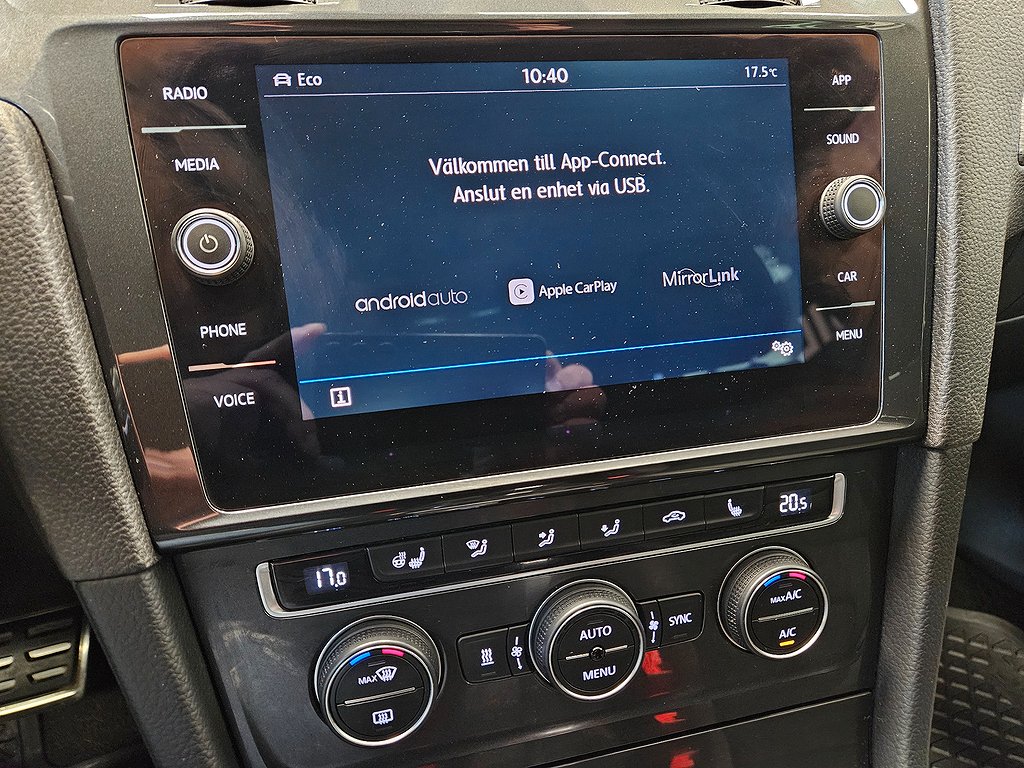 RADIO
MEDIA
PHONE
VOICE
Eco
10:40
17.5°C
Välkommen till App-Connect.
Anslut en enhet via USB.
androidauto
Apple CarPlay
MirrorLink
APP
SOUND
CAR
MENU
17.0
20.5
MAX
AUTO
MENU
SYNC
MAX A/C
A/C